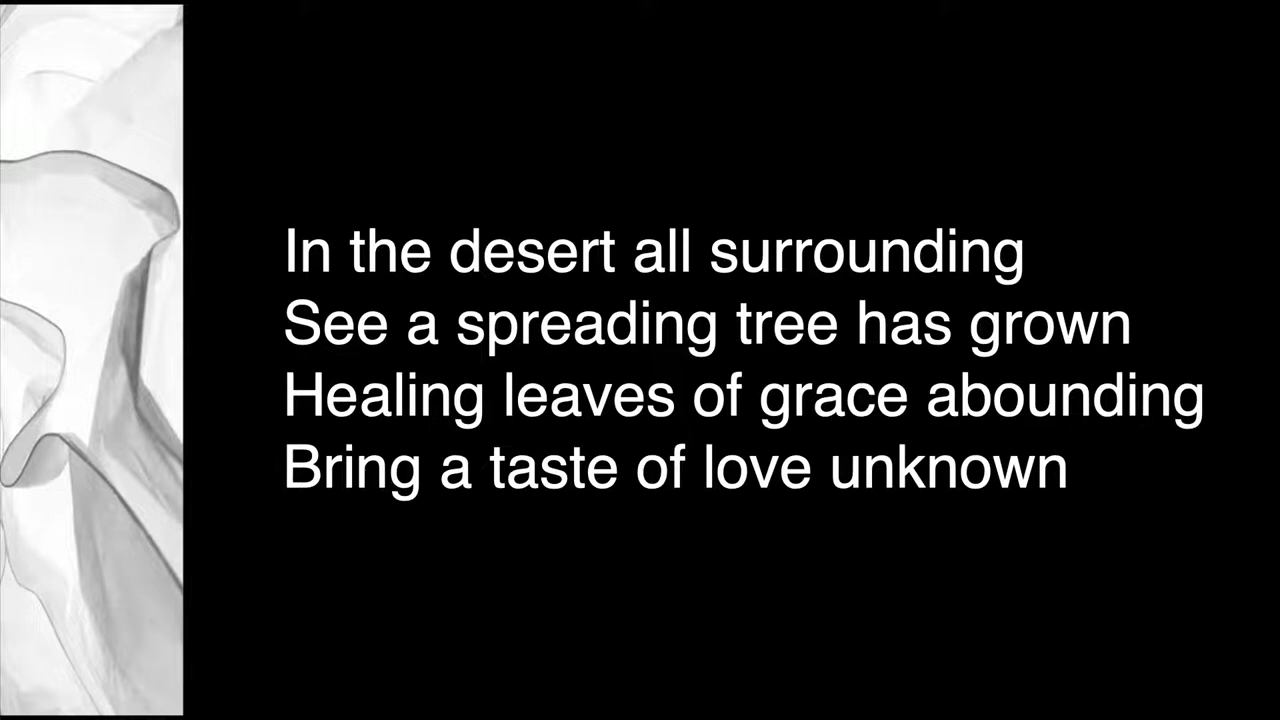 In the desert all surrounding
See a spreading tree has grown
Healing leaves of grace abounding
Bring a taste of love unknown